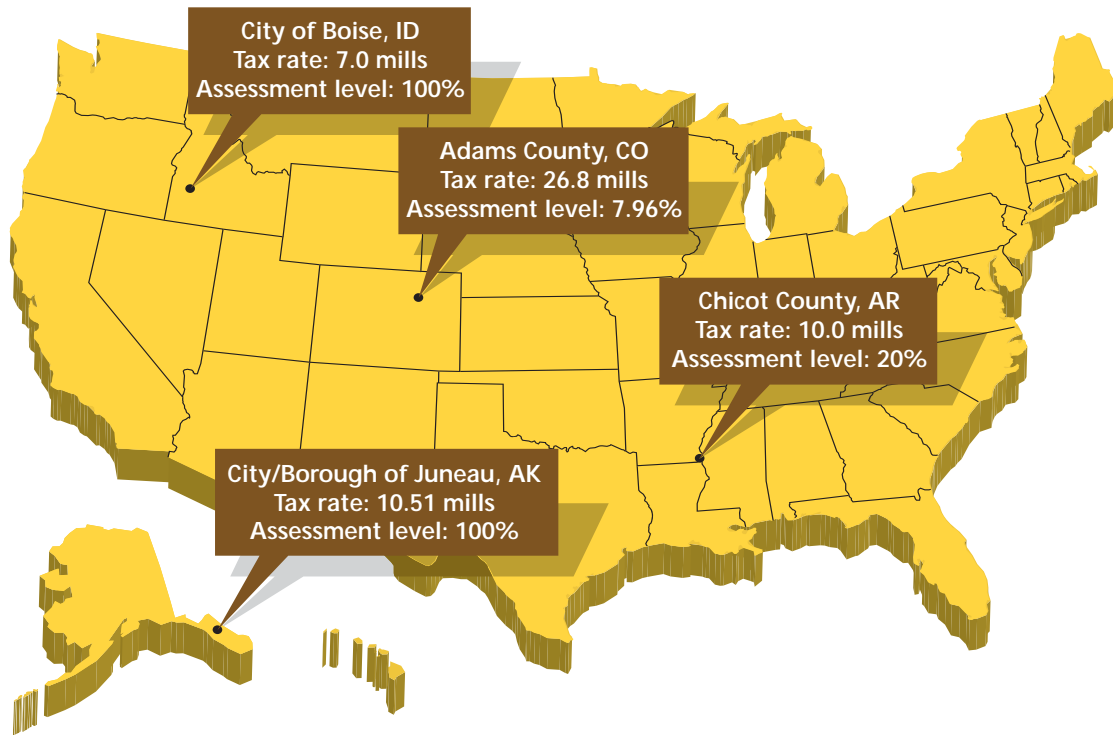 City of Boise, ID
Tax rate: 7.0 mills
Assessment level: 100%
Adams County, CO
Tax rate: 26.8 mills
Assessment level: 7.96%
Chicot County, AR
Tax rate: 10.0 mills
Assessment level: 20%
City/Borough of Juneau, AK
Tax rate: 10.51 mills
Assessment level: 100%